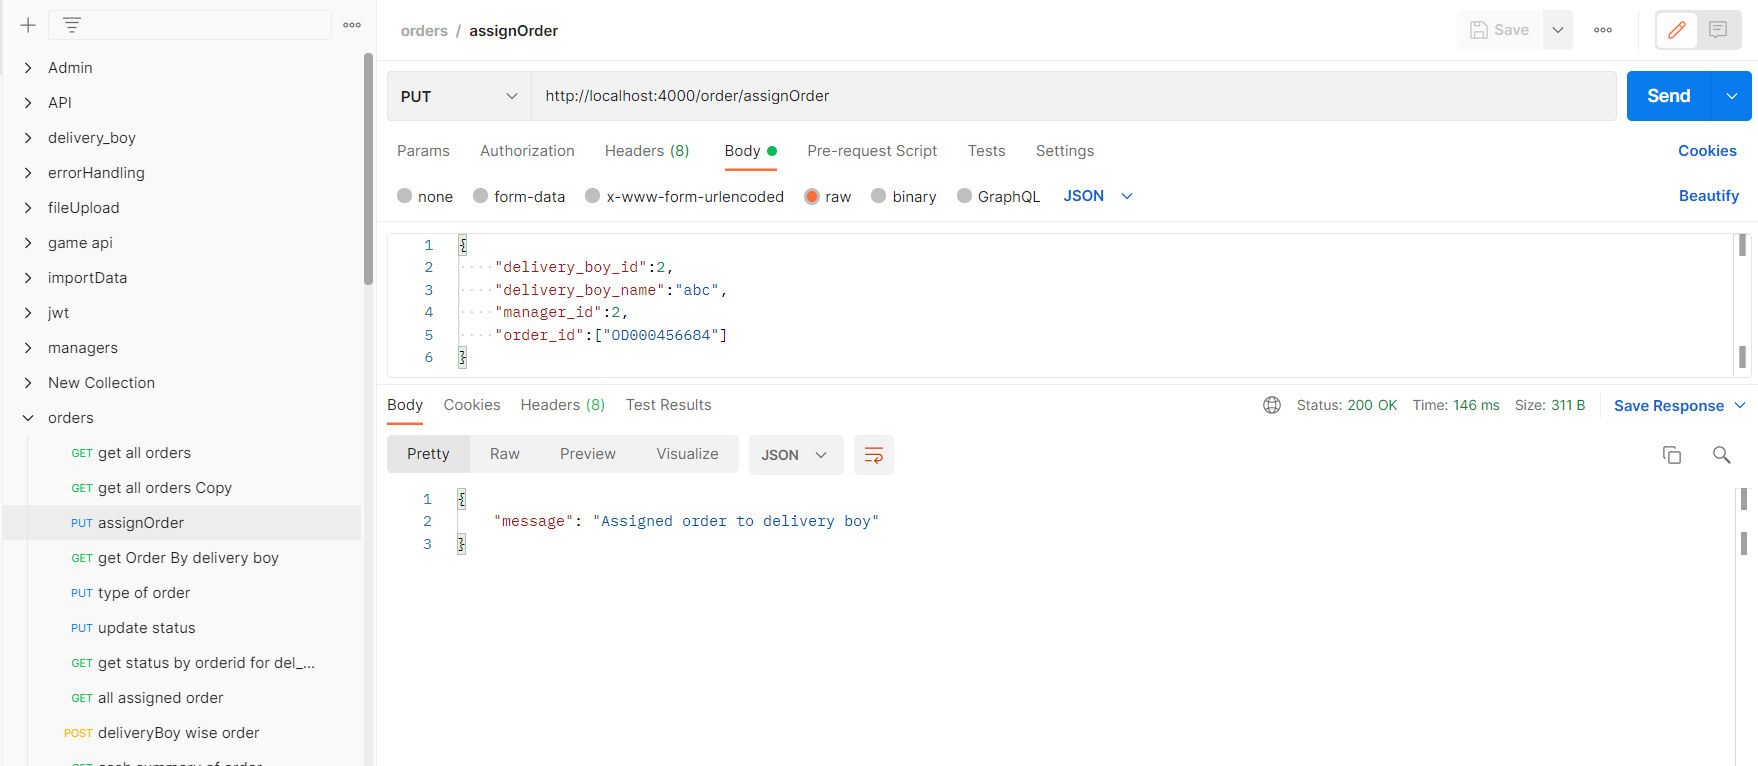 Admin
API
delivery_boy
errorHandling
fileUpload
game api
importData
jwt
managers
New Collection
orders
GET get all orders
GET get all orders Copy
PUT assignOrder
GET get Order By delivery boy
PUT type of order
PUT update status
GET get status by orderid for del_...
GET all assigned order
POST deliveryBoy wise order
GET cash summary of order
orders / assignOrder
Save
PUT http://localhost:4000/order/assignOrder Send
Params Authorization Headers (8) Body Pre-request Script Tests Settings Cookies
none form-data x-www-form-urlencoded raw binary GraphQL JSON Beautify
1 {
2 "delivery_boy_id":2,
3 "delivery_boy_name":"abc",
4 "manager_id":2,
5 "order_id":["OD000456684"]
6 }
Body Cookies Headers (8) Test Results Status: 200 OK Time: 146 ms Size: 311 B Save Response
Pretty Raw Preview Visualize JSON
1 {
2 "message": "Assigned order to delivery boy"
3 }